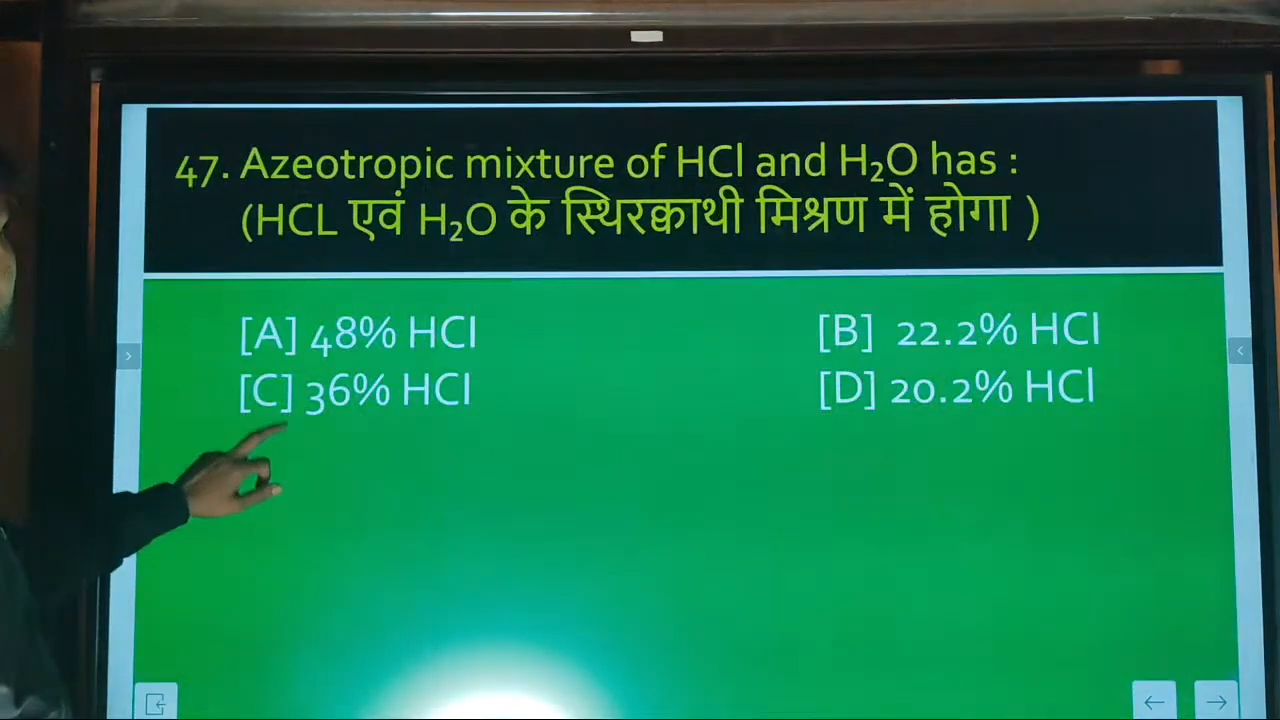 47. Azeotropic mixture of HCl and H₂O has :
(HCL एवं H₂O के स्थिरक्वाथी मिश्रण में होगा )
[A] 48% HCl [B] 22.2% HCl
[C] 36% HCl [D] 20.2% HCl